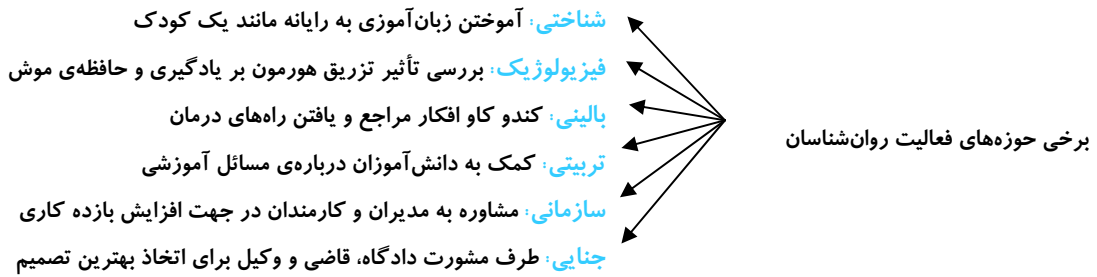 برخی حوزه‌های فعالیت روان‌شناسان
شناختی: آموختن زبان‌آموزی به رایانه مانند یک کودک
فیزیولوژیک: بررسی تأثیر تزریق هورمون بر یادگیری و حافظه‌ی موش
بالینی: کندو کاو افکار مراجع و یافتن راه‌های درمان
تربیتی: کمک به دانش‌آموزان درباره‌ی مسائل آموزشی
سازمانی: مشاوره به مدیران و کارمندان در جهت افزایش بازده کاری
جنایی: طرف مشورت دادگاه، قاضی و وکیل برای اتخاذ بهترین تصمیم